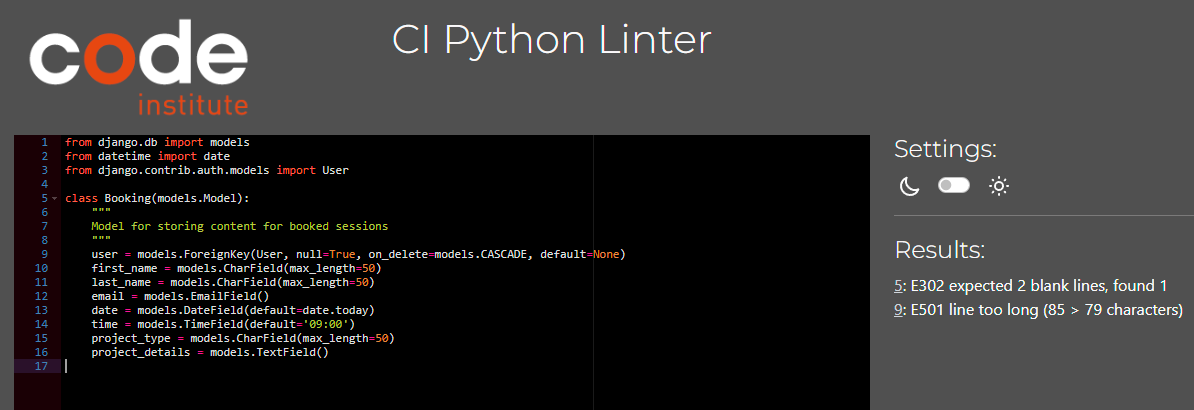 code
institute
CI Python Linter
1 from django.db import models
2 from datetime import date
3 from django.contrib.auth.models import User
4
5 class Booking(models.Model):
6     """
7     Model for storing content for booked sessions
8     """
9     user = models.ForeignKey(User, null=True, on_delete=models.CASCADE, default=None)
10     first_name = models.CharField(max_length=50)
11     last_name = models.CharField(max_length=50)
12     email = models.EmailField()
13     date = models.DateField(default=date.today)
14     time = models.TimeField(default='09:00')
15     project_type = models.CharField(max_length=50)
16     project_details = models.TextField()
17
Settings:
Results:
5: E302 expected 2 blank lines, found 1
9: E501 line too long (85 > 79 characters)